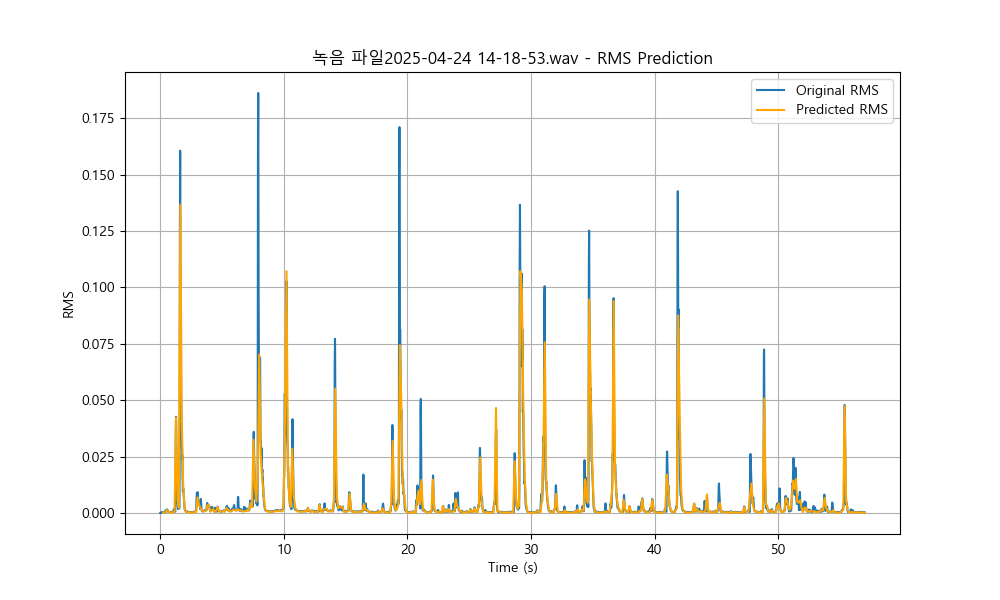 녹음 파일2025-04-24 14-18-53.wav - RMS Prediction
Original RMS
Predicted RMS
0.175
0.150
0.125
0.100
0.075
0.050
0.025
0.000
RMS
0 10 20 30 40 50
Time (s)